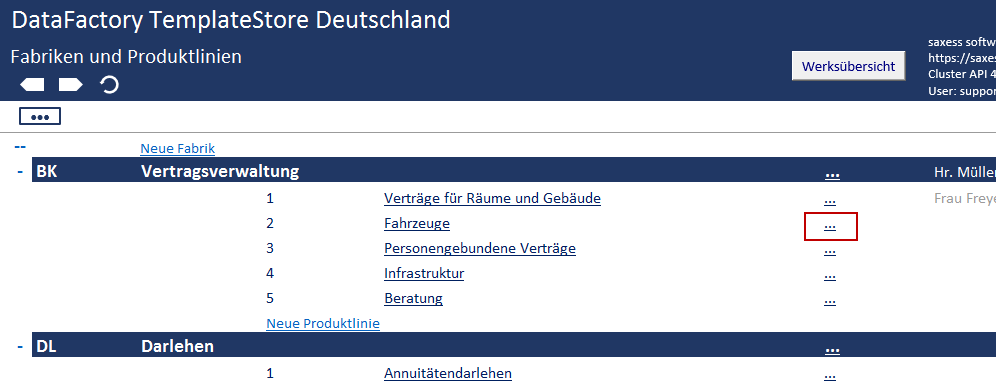 DataFactory TemplateStore Deutschland
Fabriken und Produktlinien
Werksübersicht
saxess softw
https://saxes
Cluster API 4
User: suppor
•••
-- Neue Fabrik
- BK Vertragsverwaltung ... Hr. Müller
1 Verträge für Räume und Gebäude ... Frau Freye
2 Fahrzeuge ...
3 Personengebundene Verträge ...
4 Infrastruktur ...
5 Beratung ...
Neue Produktlinie
- DL Darlehen ...
1 Annuitätendarlehen ...